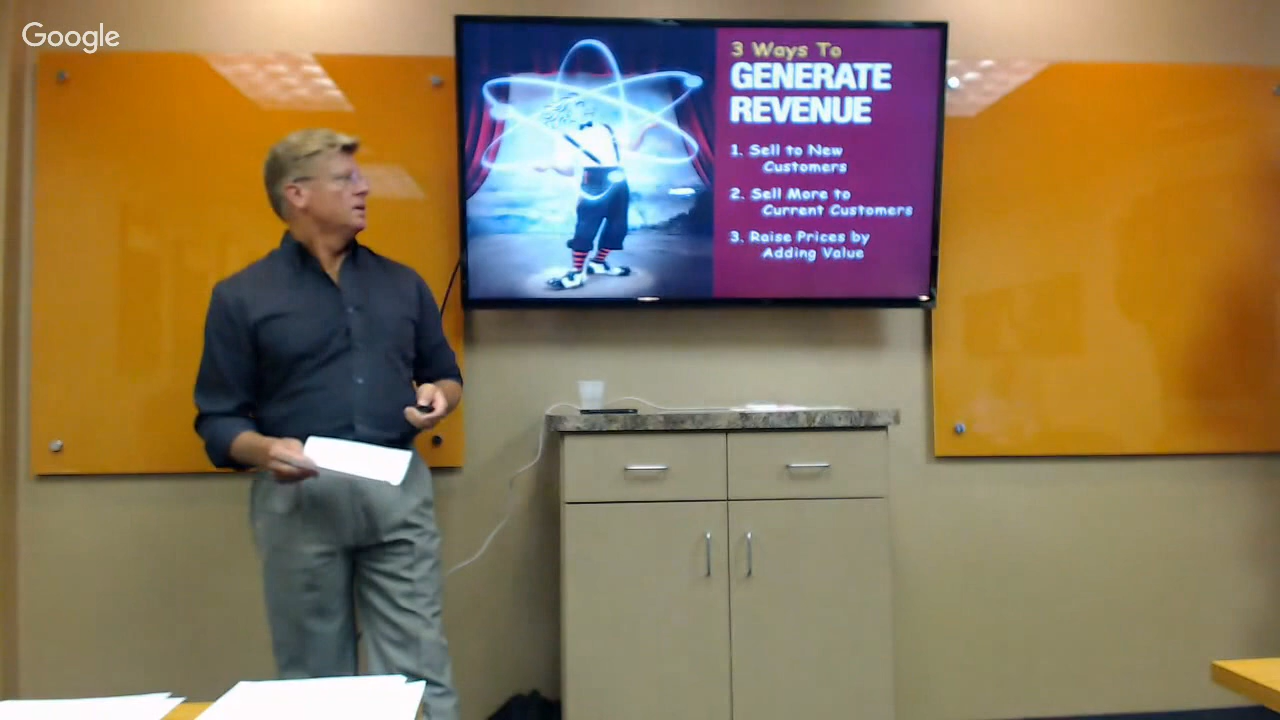 Google
3 Ways To
GENERATE
REVENUE
1. Sell to New
Customers
2. Sell More to
Current Customers
3. Raise Prices by
Adding Value